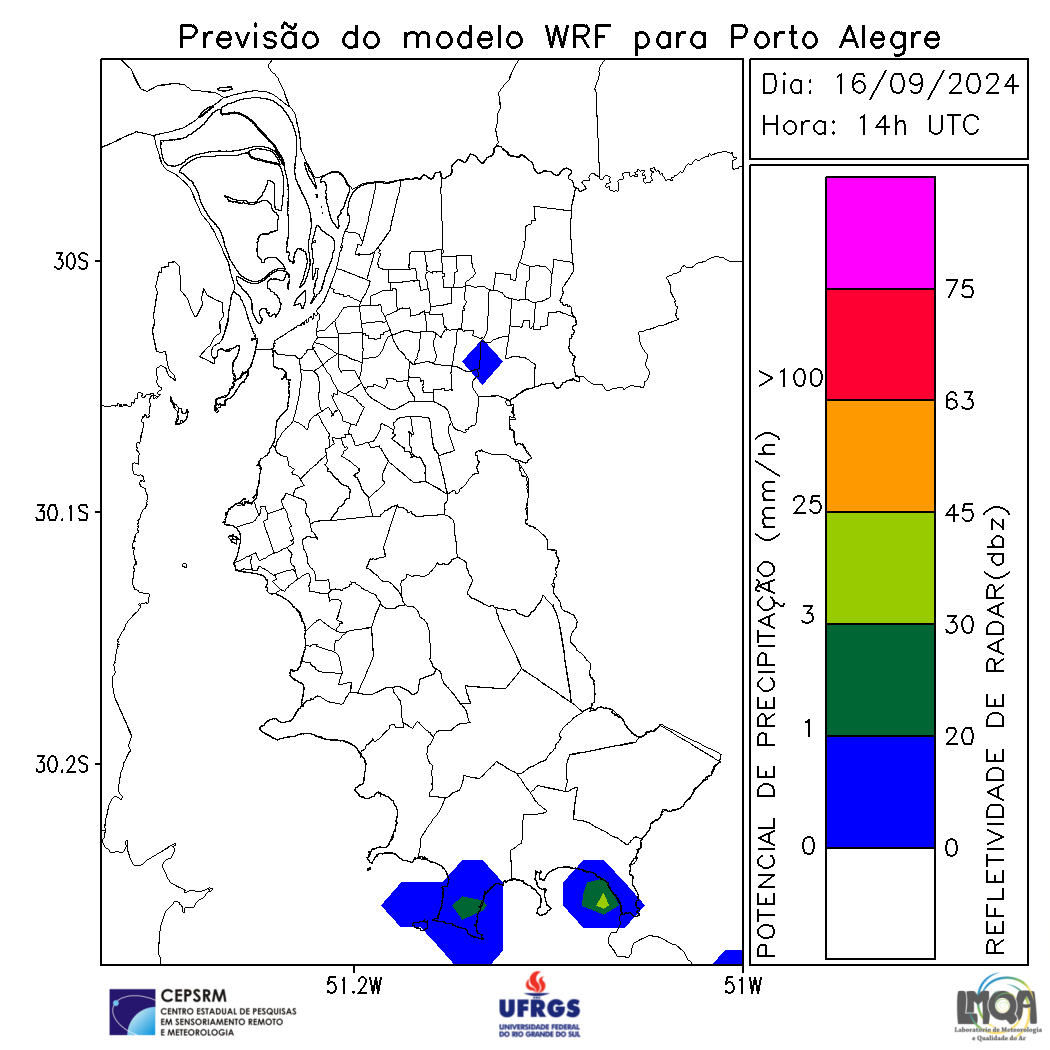 Previsão do modelo WRF para Porto Alegre
Dia: 16/09/2024
Hora: 14h UTC
30S
30.1S
30.2S
51.2W
51W
POTENCIAL DE PRECIPITAÇÃO (mm/h)
>100
25
3
1
0
75
63
45
30
20
0
REFLETIVIDADE DE RADAR(dbz)
CEPSRM
CENTRO ESTADUAL DE PESQUISAS
EM SENSORIAMENTO REMOTO
E METEOROLOGIA
UFRGS
UNIVERSIDADE FEDERAL
DO RIO GRANDE DO SUL
LMQA
Laboratório de Meteorologia
e Qualidade do Ar